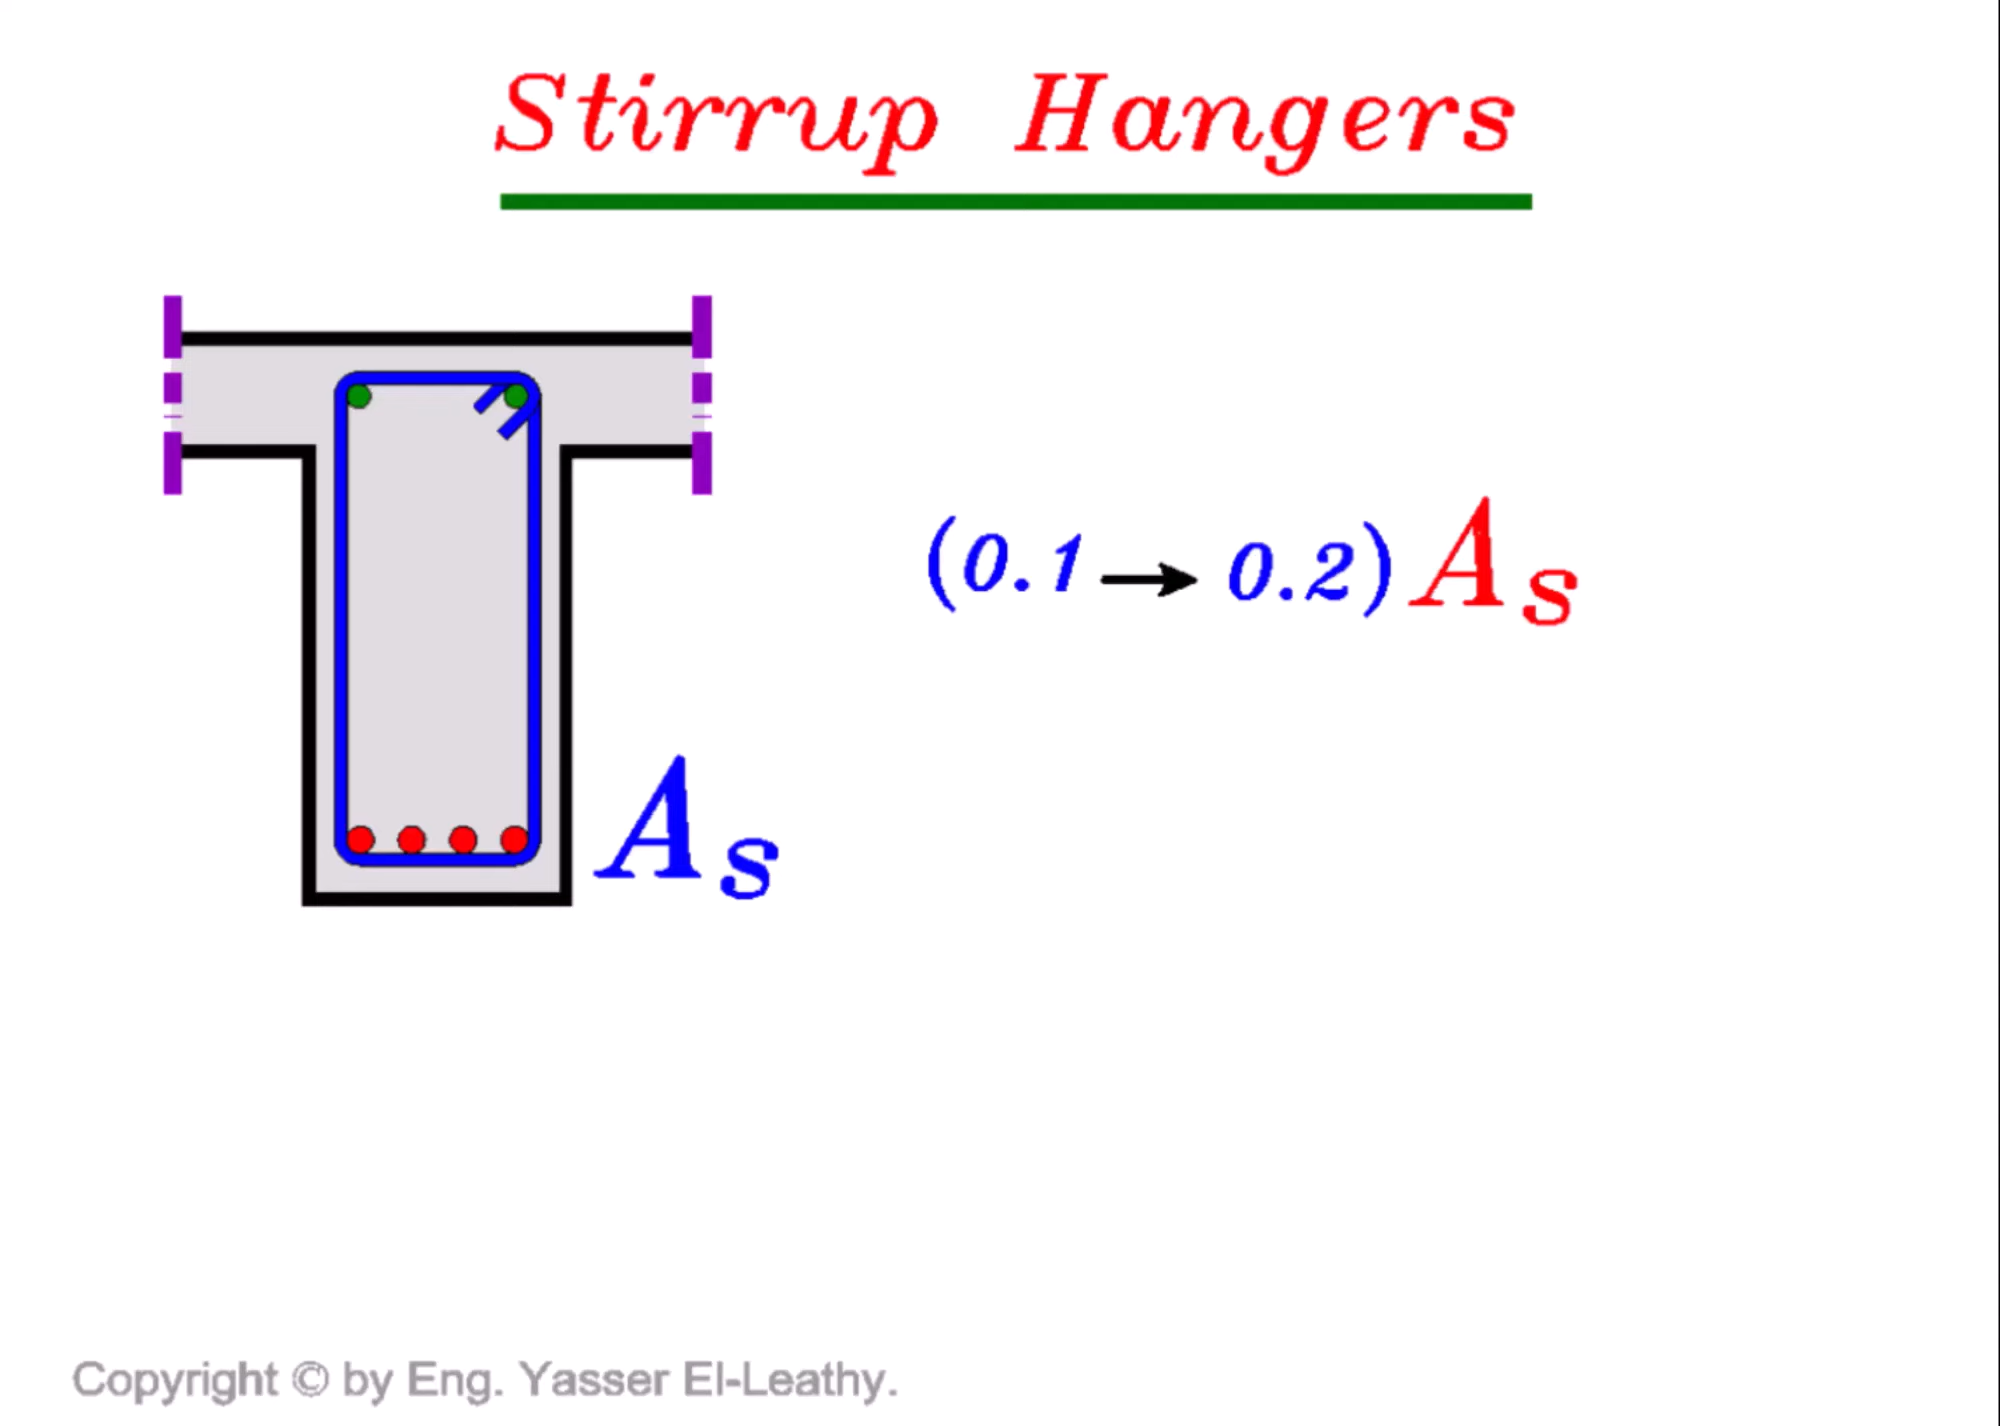 Stirrup Hangers
(0.1 → 0.2) As
As
Copyright © by Eng. Yasser El-Leathy.